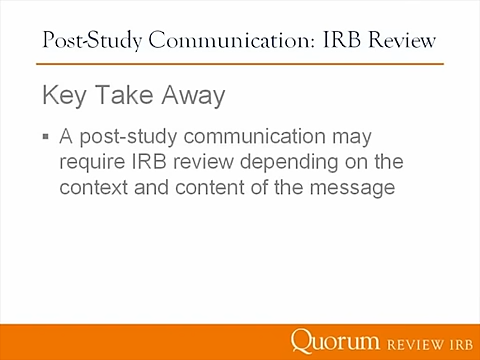 Post-Study Communication: IRB Review
Key Take Away
▪ A post-study communication may
require IRB review depending on the
context and content of the message
Quorum REVIEW IRB